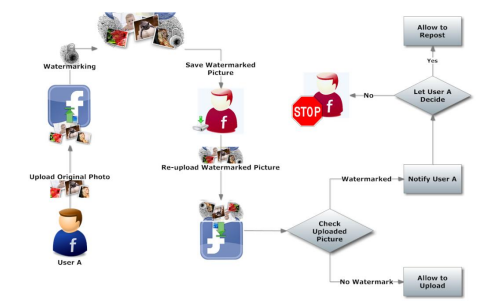 Allow to
Repost
Watermarking
Save Watermarked
Picture
Yes
No
Let User A
Decide
STOP
f
f
f
Upload Original Photo
Re-upload Watermarked Picture
Watermarked
Notify User A
f
Check
Uploaded
Picture
f
User A
No Watermark
Allow to
Upload